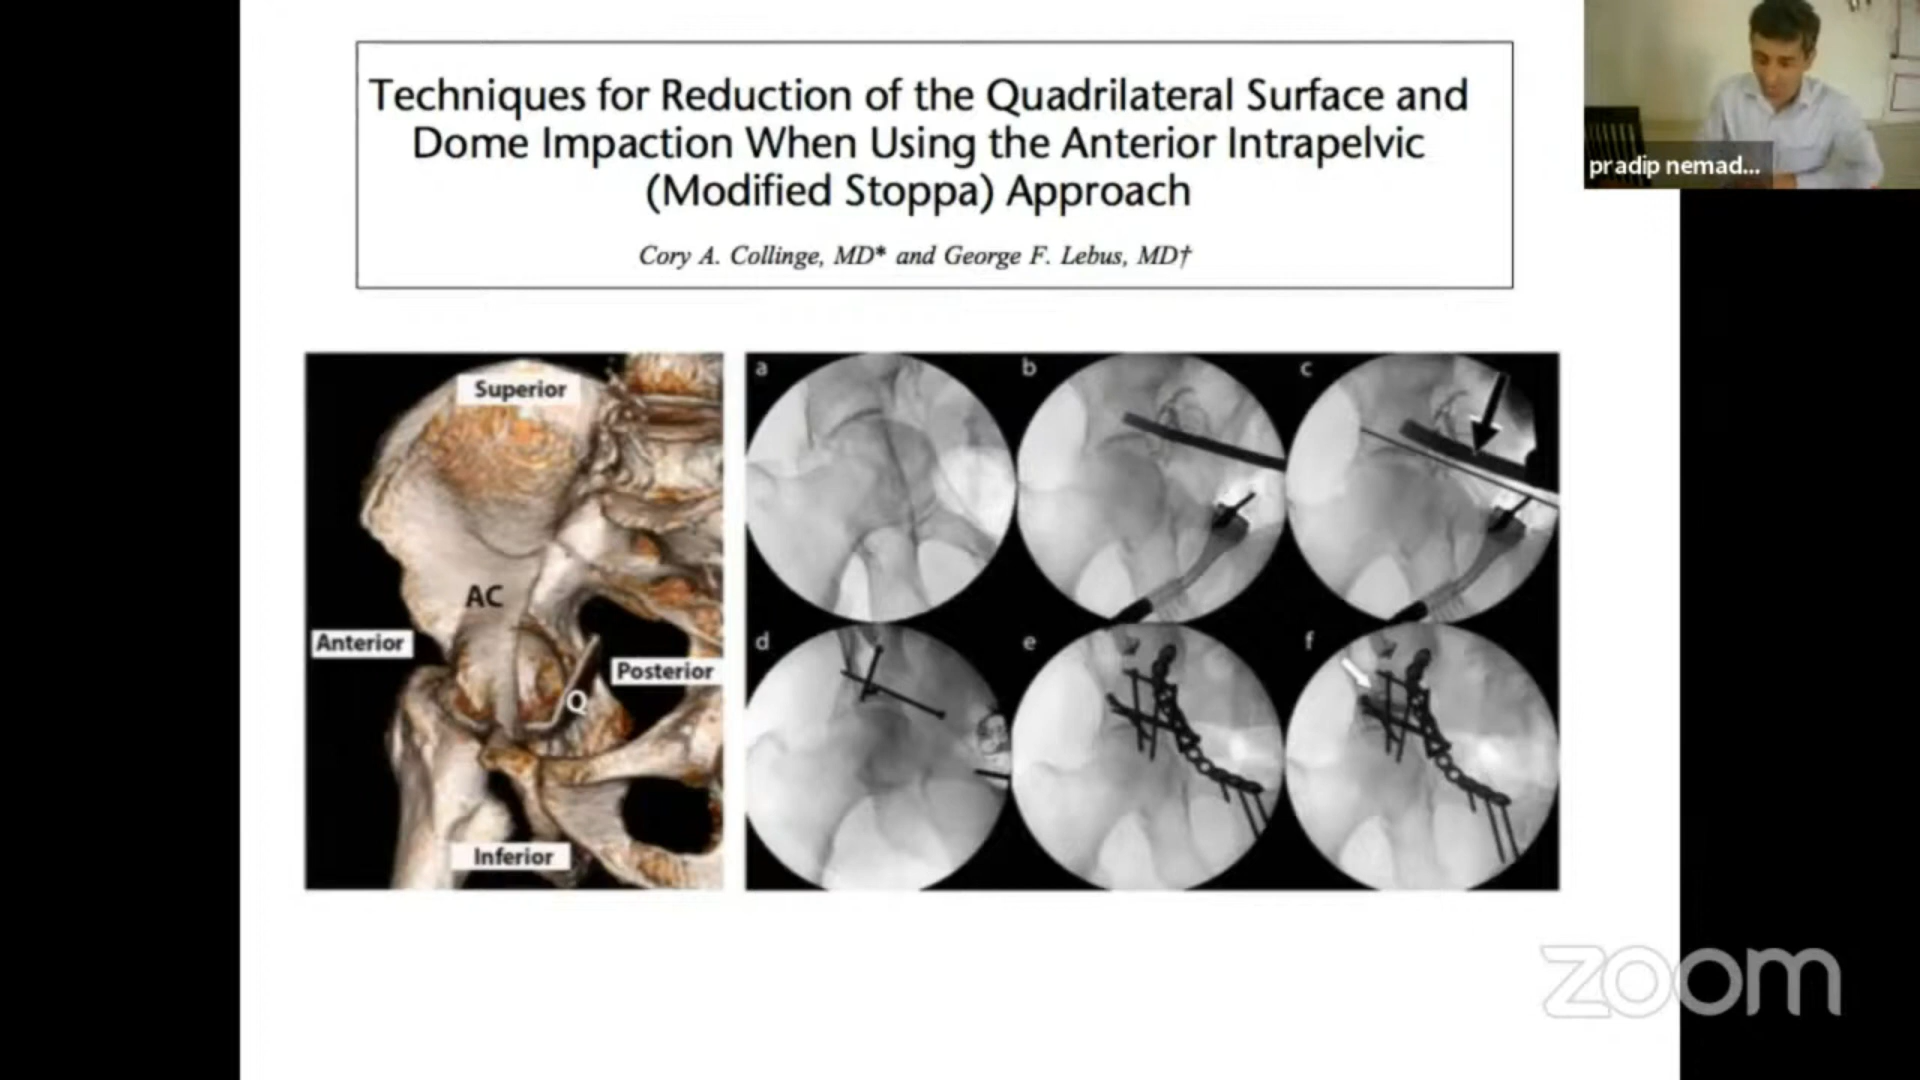 Techniques for Reduction of the Quadrilateral Surface and
Dome Impaction When Using the Anterior Intrapelvic
(Modified Stoppa) Approach
Cory A. Collinge, MD* and George F. Lebus, MD†
pradip nemad...
Superior
AC
Anterior
Posterior
Q
Inferior
a
b
c
d
e
f
zoom